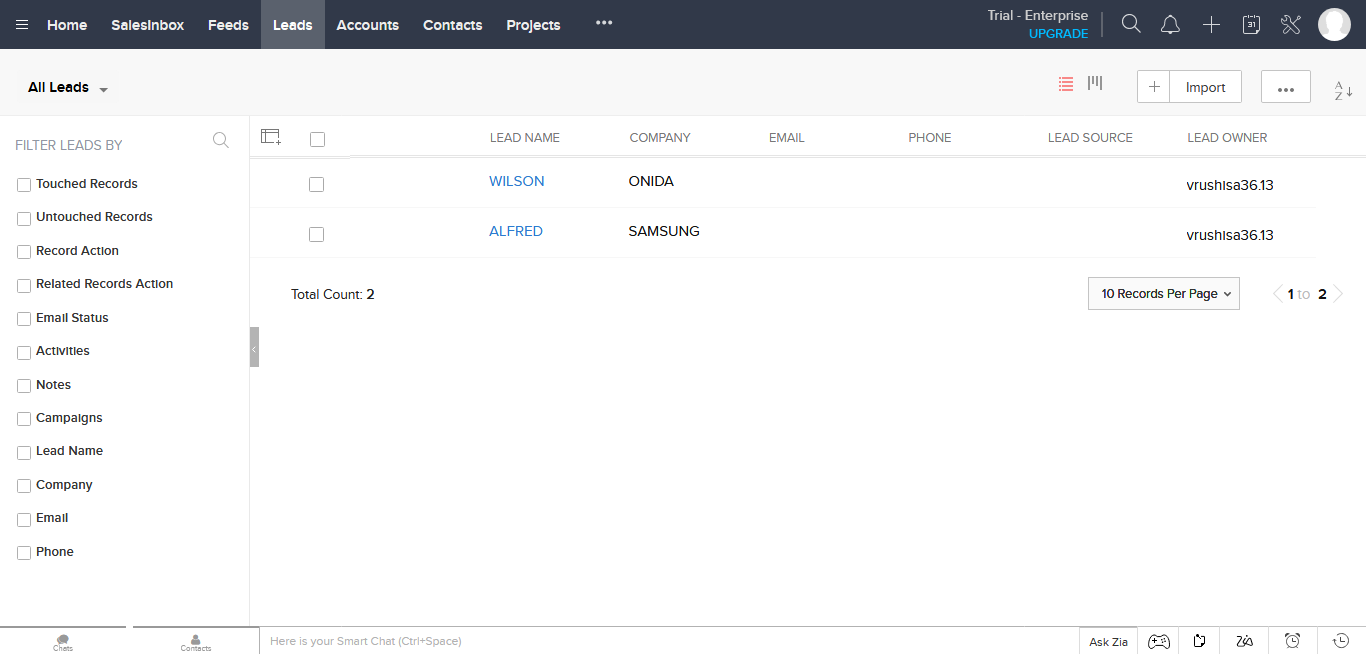 Home SalesInbox Feeds Leads Accounts Contacts Projects ••• Trial - Enterprise
UPGRADE
31
All Leads
+ Import ••• A
Z
FILTER LEADS BY
LEAD NAME COMPANY EMAIL PHONE LEAD SOURCE LEAD OWNER
Touched Records
WILSON ONIDA vrushisa36.13
Untouched Records
ALFRED SAMSUNG vrushisa36.13
Record Action
Related Records Action
Total Count: 2 10 Records Per Page 1 to 2
Email Status
Activities
Notes
Campaigns
Lead Name
Company
Email
Phone
Chats Contacts Here is your Smart Chat (Ctrl+Space) Ask Zia